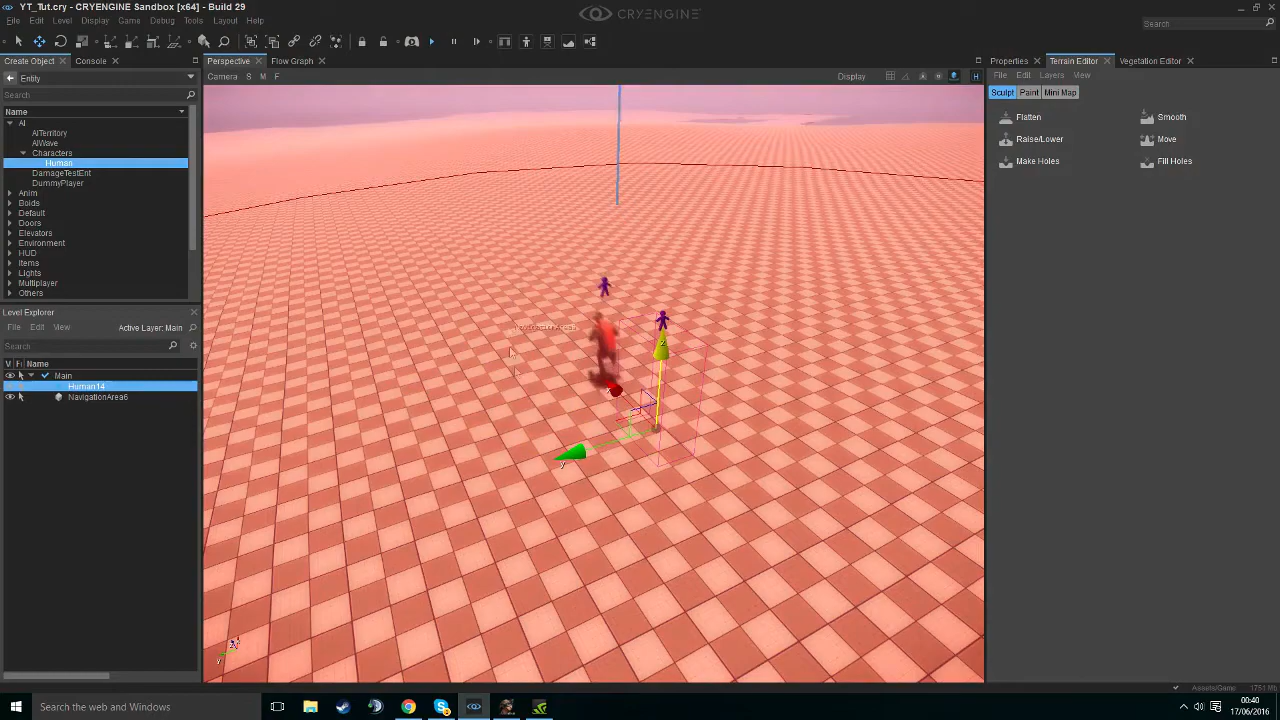 YT_Tut.cry - CRYENGINE Sandbox [x64] - Build 29
CRYENGINE
File Edit Level Display Game Tools Layout Help
Search
Create Object
Console
Entity
Search
Name
AI
AITerritory
AIWave
Characters
Human
DamageTestEnt
DummyPlayer
Anim
Boids
Default
Doors
Elevators
Environment
HUD
Items
Lights
Multiplayer
Others
Level Explorer
File Edit View
Active Layer: Main
Search
V F Name
Main
Human14
NavigationArea6
Perspective
Flow Graph
Camera S M F
Display
H
z
x
y
z
y
Properties
Terrain Editor
Vegetation Editor
File Edit Layers View
Sculpt Paint Mini Map
Flatten
Smooth
Raise/Lower
Move
Make Holes
Fill Holes
Assets/Game
1751 Mb
Search the web and Windows
00:40
17/06/2016